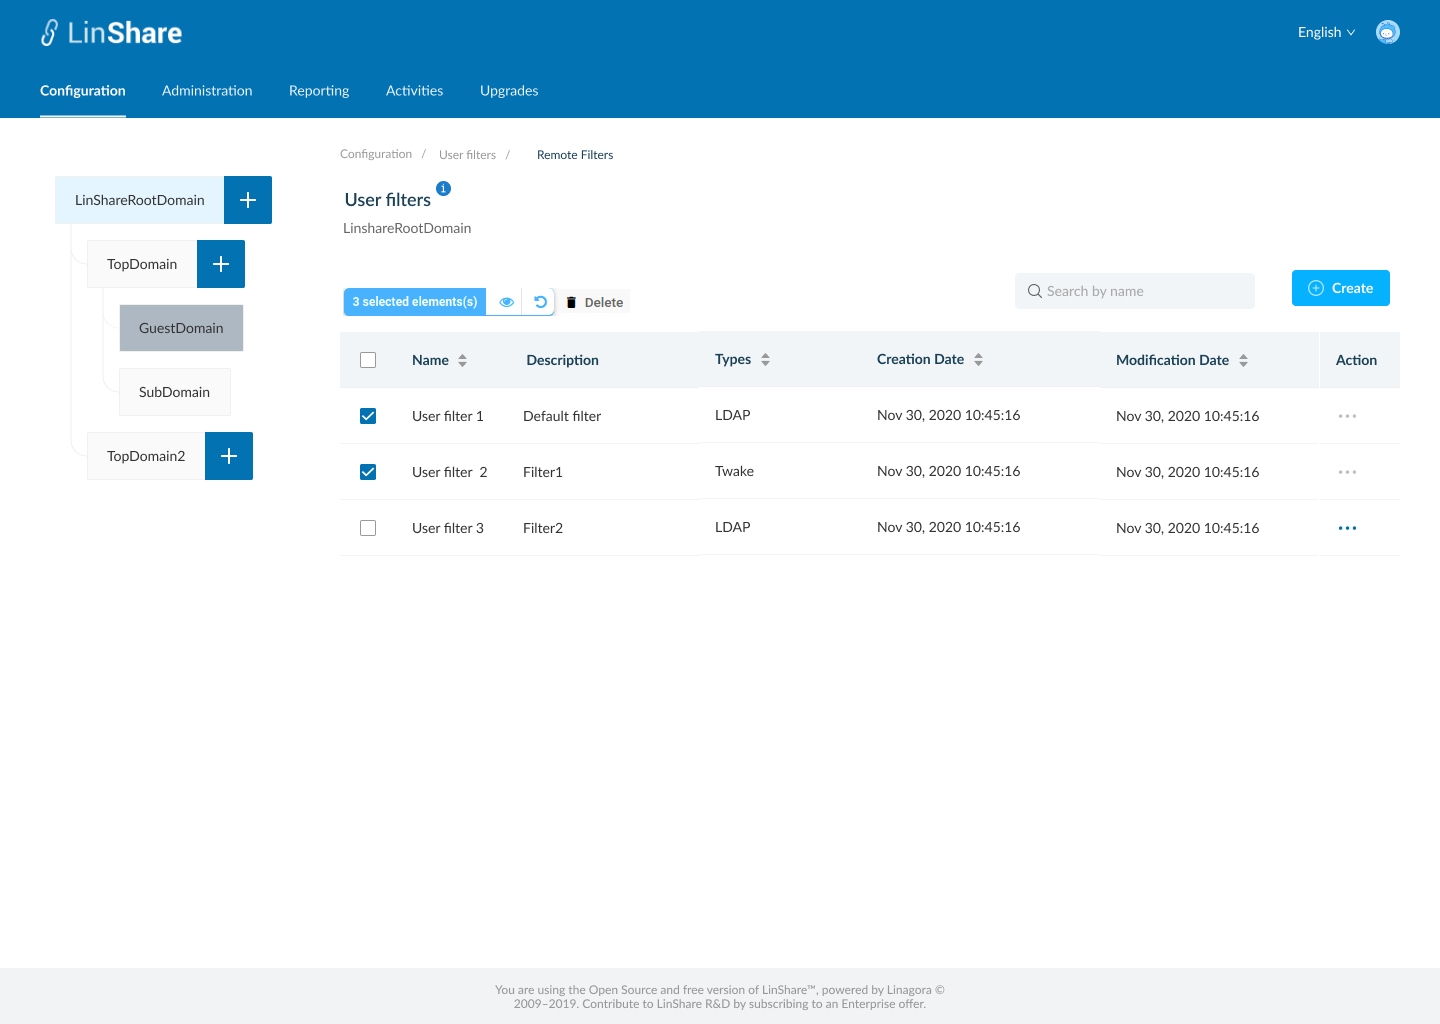 LinShare
English
Configuration Administration Reporting Activities Upgrades
Configuration / User filters / Remote Filters
LinShareRootDomain
TopDomain
GuestDomain
SubDomain
TopDomain2
User filters i
LinshareRootDomain
3 selected elements(s) Delete
Search by name
Create
Name Description Types Creation Date Modification Date Action
User filter 1 Default filter LDAP Nov 30, 2020 10:45:16 Nov 30, 2020 10:45:16
User filter 2 Filter1 Twake Nov 30, 2020 10:45:16 Nov 30, 2020 10:45:16
User filter 3 Filter2 LDAP Nov 30, 2020 10:45:16 Nov 30, 2020 10:45:16
You are using the Open Source and free version of LinShare™, powered by Linagora ©
2009–2019. Contribute to LinShare R&D by subscribing to an Enterprise offer.